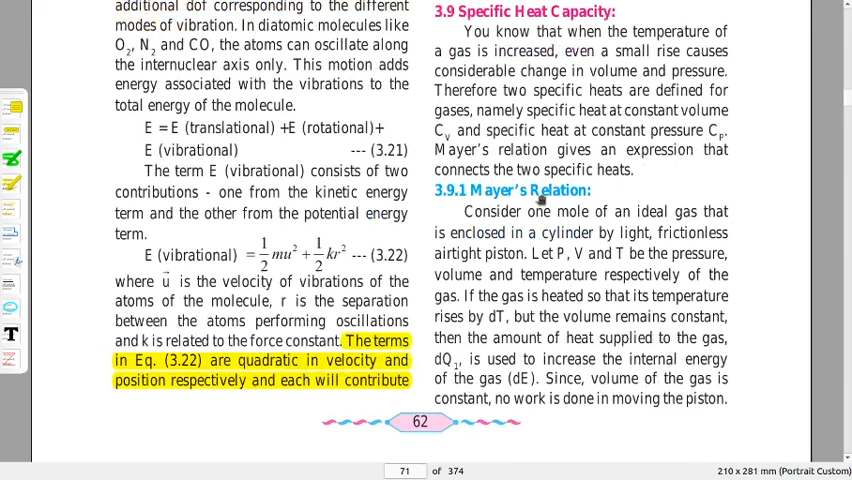 additional dof corresponding to the different
modes of vibration. In diatomic molecules like
O2, N2 and CO, the atoms can oscillate along
the internuclear axis only. This motion adds
energy associated with the vibrations to the
total energy of the molecule.
E = E (translational) +E (rotational)+
E (vibrational) --- (3.21)
The term E (vibrational) consists of two
contributions - one from the kinetic energy
term and the other from the potential energy
term.
E (vibrational) = 1/2 mu² + 1/2 kr² --- (3.22)
where u⃗ is the velocity of vibrations of the
atoms of the molecule, r is the separation
between the atoms performing oscillations
and k is related to the force constant. The terms
in Eq. (3.22) are quadratic in velocity and
position respectively and each will contribute
3.9 Specific Heat Capacity:
You know that when the temperature of
a gas is increased, even a small rise causes
considerable change in volume and pressure.
Therefore two specific heats are defined for
gases, namely specific heat at constant volume
CV and specific heat at constant pressure CP.
Mayer's relation gives an expression that
connects the two specific heats.
3.9.1 Mayer's Relation:
Consider one mole of an ideal gas that
is enclosed in a cylinder by light, frictionless
airtight piston. Let P, V and T be the pressure,
volume and temperature respectively of the
gas. If the gas is heated so that its temperature
rises by dT, but the volume remains constant,
then the amount of heat supplied to the gas,
dQ1, is used to increase the internal energy
of the gas (dE). Since, volume of the gas is
constant, no work is done in moving the piston.
62
71 of 374
210 x 281 mm (Portrait Custom)
T